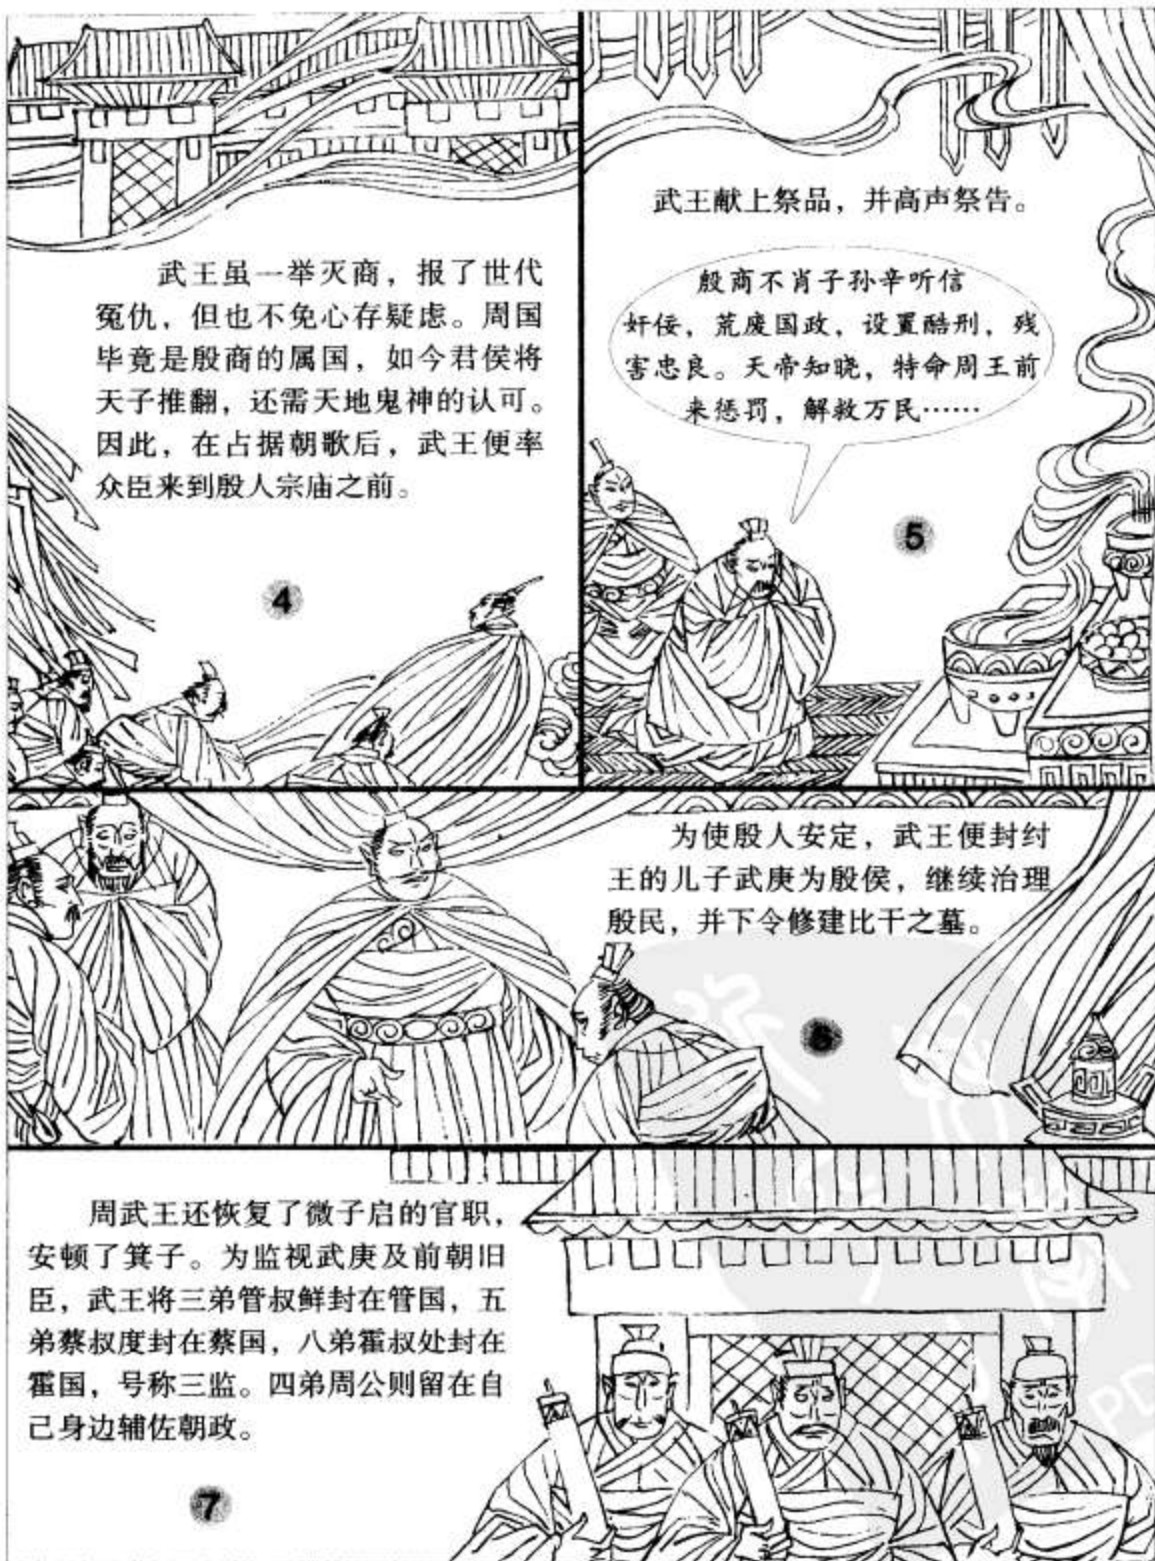 武王虽一举灭商，报了世代
冤仇，但也不免心存疑虑。周国
毕竟是殷商的属国，如今君侯将
天子推翻，还需天地鬼神的认可。
因此，在占据朝歌后，武王便率
众臣来到殷人宗庙之前。
4
武王献上祭品，并高声祭告。
殷商不肖子孙辛听信
奸佞，荒废国政，设置酷刑，残
害忠良。天帝知晓，特命周王前
来惩罚，解救万民……
5
为使殷人安定，武王便封纣
王的儿子武庚为殷侯，继续治理
殷民，并下令修建比干之墓。
6
周武王还恢复了微子启的官职，
安顿了箕子。为监视武庚及前朝旧
臣，武王将三弟管叔鲜封在管国，五
弟蔡叔度封在蔡国，八弟霍叔处封在
霍国，号称三监。四弟周公则留在自
己身边辅佐朝政。
7